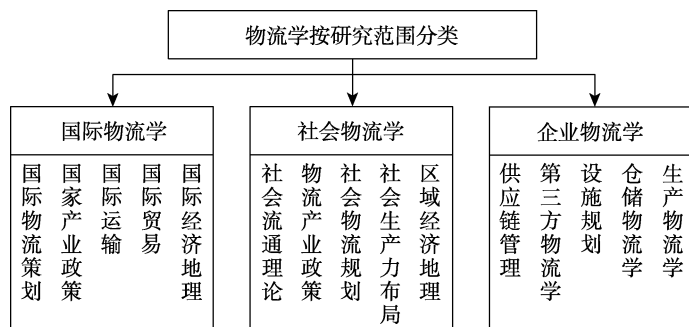 物流学按研究范围分类
国际物流学
国际物流策划
国家产业政策
国际运输
国际贸易
国际经济地理
社会物流学
社会流通理论
物流产业政策
社会物流规划
社会生产力布局
区域经济地理
企业物流学
供应链管理
第三方物流学
设施规划
仓储物流学
生产物流学